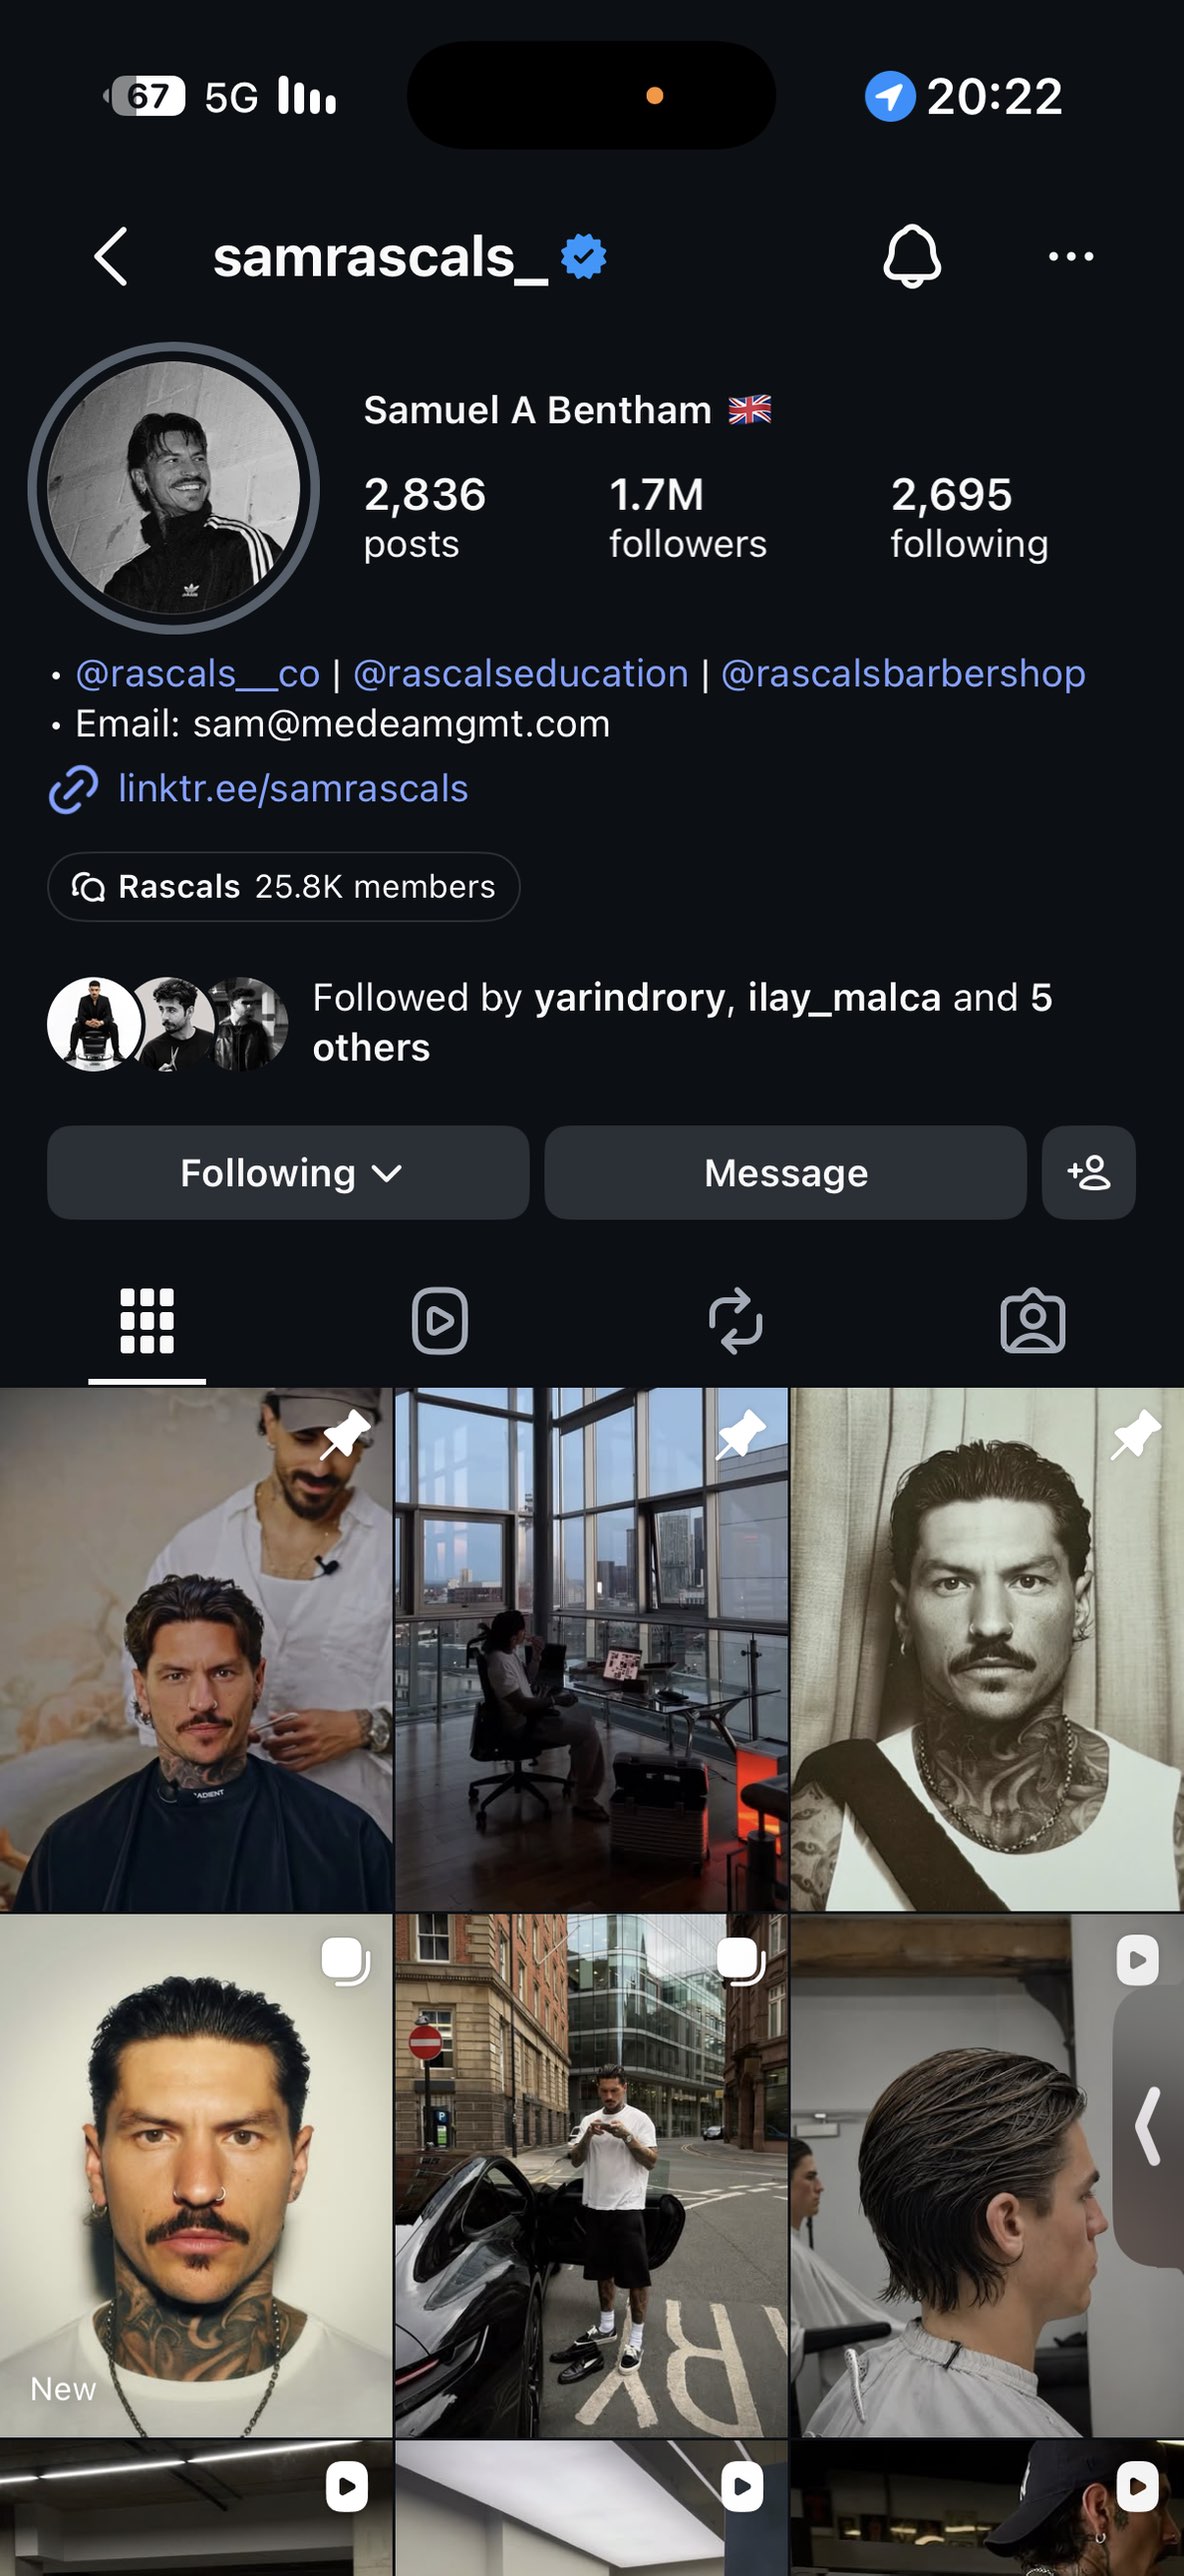 67 5G 20:22
samrascals_
Samuel A Bentham 🇬🇧
2,836 1.7M 2,695
posts followers following
• @rascals__co | @rascalseducation | @rascalsbarbershop
• Email: sam@medeamgmt.com
linktr.ee/samrascals
Rascals 25.8K members
Followed by yarindrory, ilay_malca and 5
others
Following Message
P
RY
New